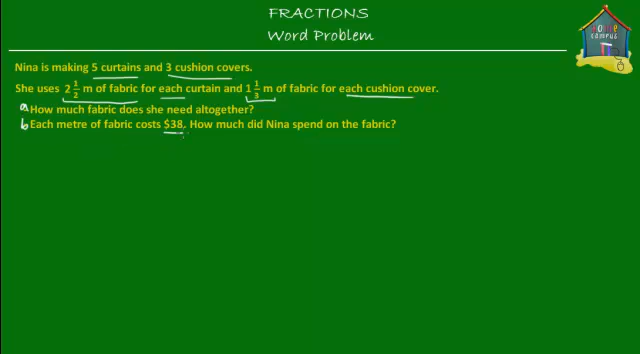 FRACTIONS
Word Problem
home campus
Nina is making 5 curtains and 3 cushion covers.
She uses 2 1/2 m of fabric for each curtain and 1 1/3 m of fabric for each cushion cover.
a How much fabric does she need altogether?
b Each metre of fabric costs $38. How much did Nina spend on the fabric?